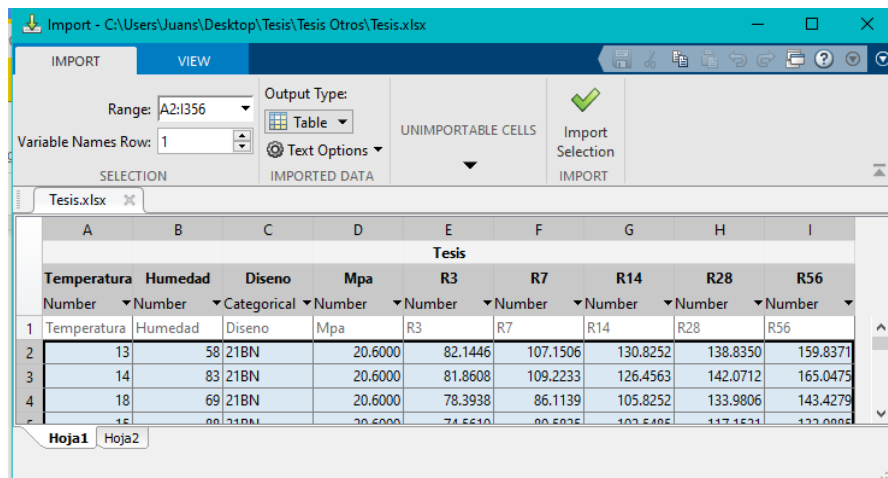 Import - C:\Users\Juans\Desktop\Tesis\Tesis Otros\Tesis.xlsx
IMPORT VIEW
Range: A2:I356
Variable Names Row: 1
SELECTION
Output Type:
Table
Text Options
IMPORTED DATA
UNIMPORTABLE CELLS
Import
Selection
IMPORT
Tesis.xlsx
A B C D E F G H I
Tesis
Temperatura Humedad Diseno Mpa R3 R7 R14 R28 R56
Number Number Categorical Number Number Number Number Number Number
1 Temperatura Humedad Diseno Mpa R3 R7 R14 R28 R56
2 13 58 21BN 20.6000 82.1446 107.1506 130.8252 138.8350 159.8371
3 14 83 21BN 20.6000 81.8608 109.2233 126.4563 142.0712 165.0475
4 18 69 21BN 20.6000 78.3938 86.1139 105.8252 133.9806 143.4279
Hoja1 Hoja2